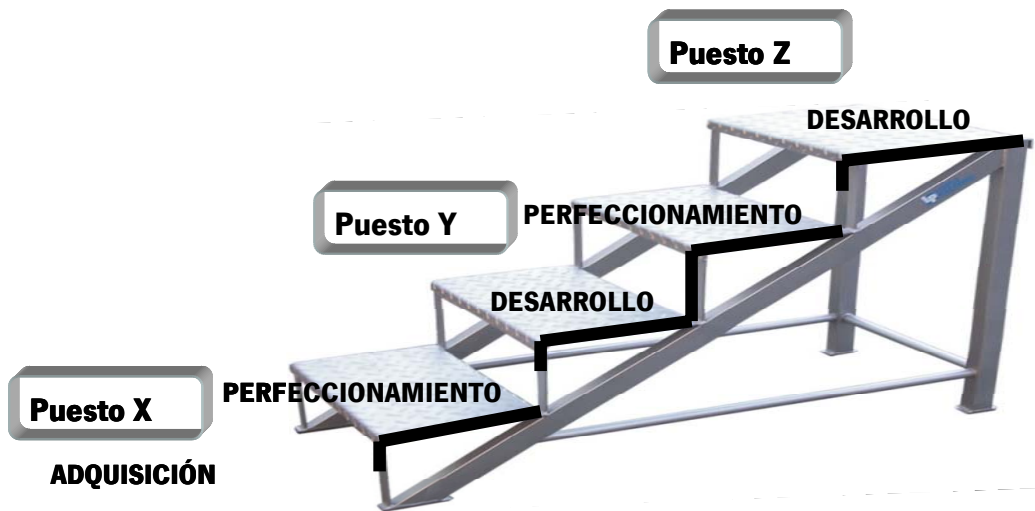 Puesto Z
DESARROLLO
Puesto Y
PERFECCIONAMIENTO
DESARROLLO
Puesto X
PERFECCIONAMIENTO
ADQUISICIÓN